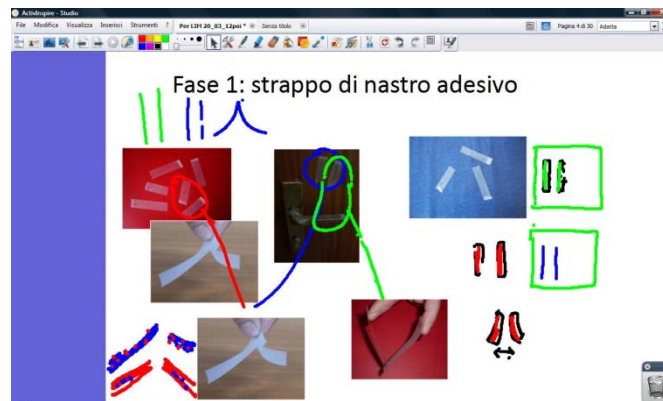 ActivInspire - Studio
File Modifica Visualizza Inserisci Strumenti ? Per LIM 20_03_12poi * Senza titolo Pagina 4 di 30 Adatta
Fase 1: strappo di nastro adesivo